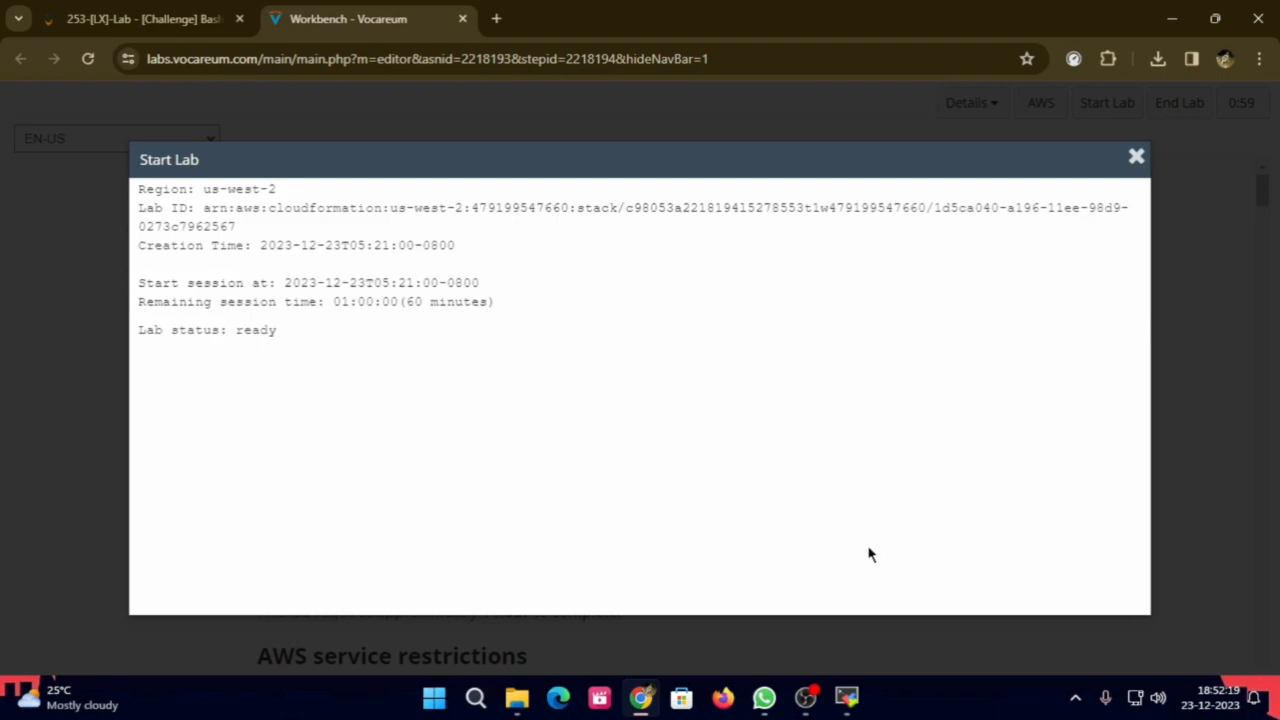 253-[LX]-Lab - [Challenge] Bash
Workbench - Vocareum
labs.vocareum.com/main/main.php?m=editor&asnid=2218193&stepid=2218194&hideNavBar=1
Details AWS Start Lab End Lab 0:59
EN-US
Start Lab
Region: us-west-2
Lab ID: arn:aws:cloudformation:us-west-2:479199547660:stack/c98053a2218194l5278553t1w479199547660/1d5ca040-a196-11ee-98d9-
0273c7962567
Creation Time: 2023-12-23T05:21:00-0800
Start session at: 2023-12-23T05:21:00-0800
Remaining session time: 01:00:00(60 minutes)
Lab status: ready
AWS service restrictions
25°C
Mostly cloudy
18:52:19
23-12-2023